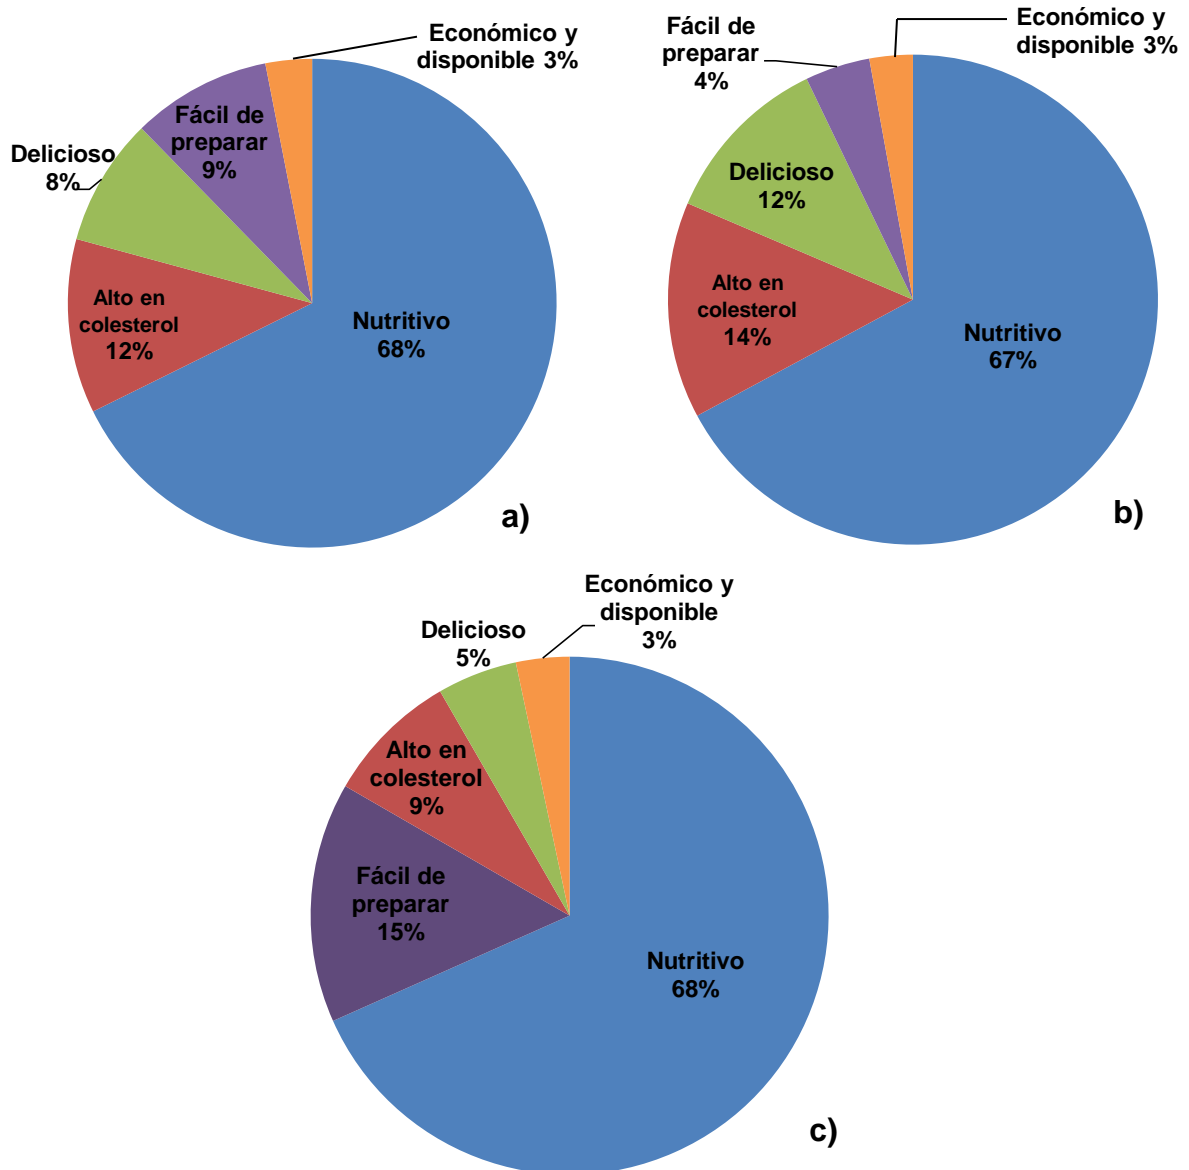 Económico y
disponible 3%
Fácil de
preparar
9%
Delicioso
8%
Alto en
colesterol
12%
Nutritivo
68%
a)
Económico y
disponible 3%
Fácil de
preparar
4%
Delicioso
12%
Alto en
colesterol
14%
Nutritivo
67%
b)
Económico y
disponible
3%
Delicioso
5%
Alto en
colesterol
9%
Fácil de
preparar
15%
Nutritivo
68%
c)